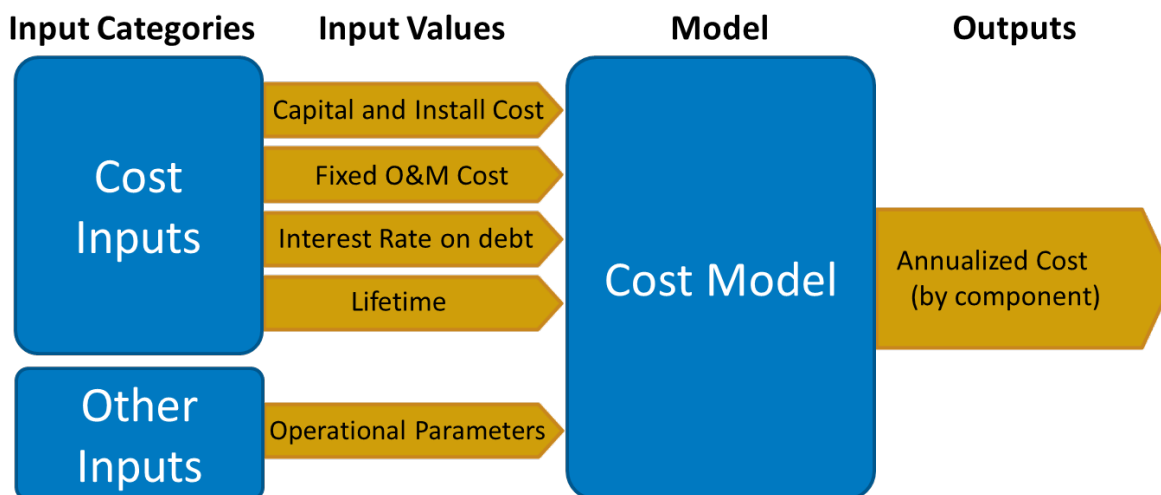 Input Categories Input Values Model Outputs
Cost
Inputs
Capital and Install Cost
Fixed O&M Cost
Interest Rate on debt
Lifetime
Other
Inputs
Operational Parameters
Cost Model
Annualized Cost
(by component)